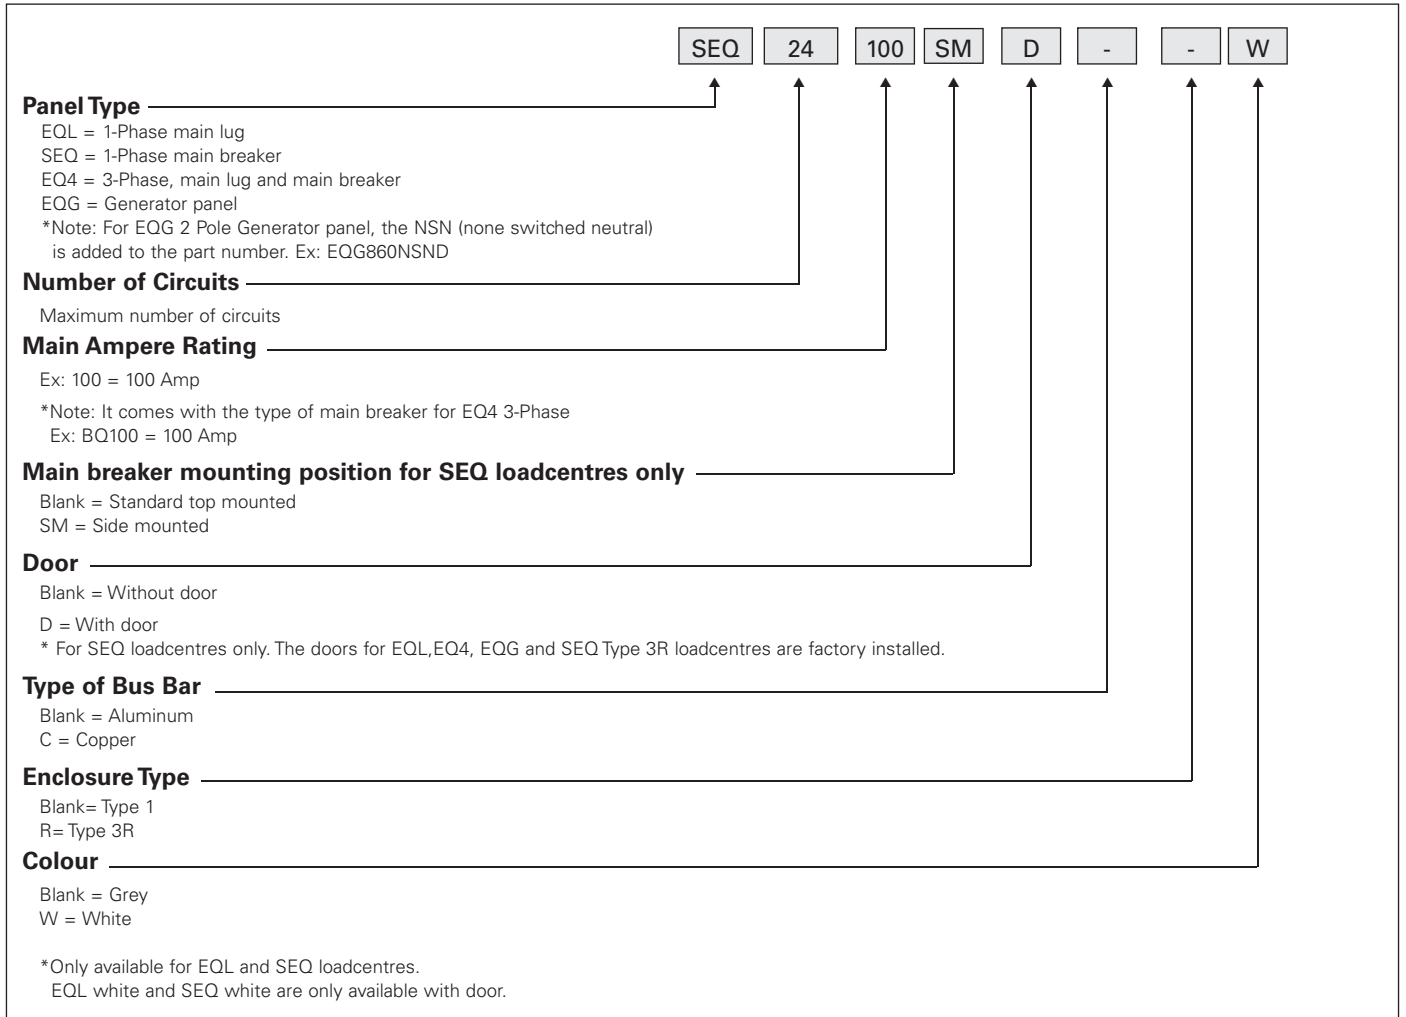 SEQ 24 100 SM D - - W
Panel Type
EQL = 1-Phase main lug
SEQ = 1-Phase main breaker
EQ4 = 3-Phase, main lug and main breaker
EQG = Generator panel
*Note: For EQG 2 Pole Generator panel, the NSN (none switched neutral)
is added to the part number. Ex: EQG860NSND
Number of Circuits
Maximum number of circuits
Main Ampere Rating
Ex: 100 = 100 Amp
*Note: It comes with the type of main breaker for EQ4 3-Phase
Ex: BQ100 = 100 Amp
Main breaker mounting position for SEQ loadcentres only
Blank = Standard top mounted
SM = Side mounted
Door
Blank = Without door
D = With door
* For SEQ loadcentres only. The doors for EQL,EQ4, EQG and SEQ Type 3R loadcentres are factory installed.
Type of Bus Bar
Blank = Aluminum
C = Copper
Enclosure Type
Blank= Type 1
R= Type 3R
Colour
Blank = Grey
W = White
*Only available for EQL and SEQ loadcentres.
EQL white and SEQ white are only available with door.